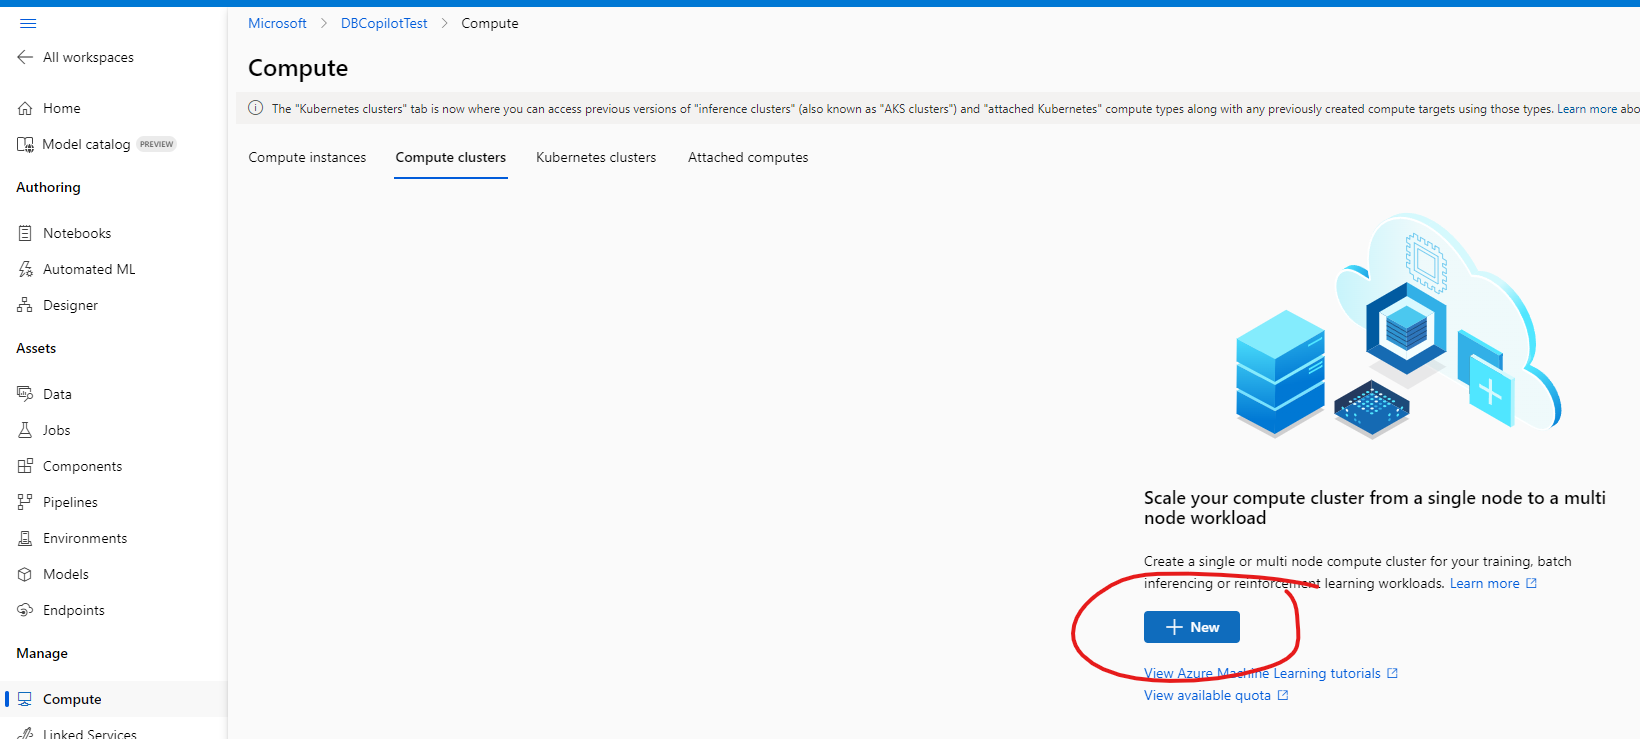 Microsoft > DBCopilotTest > Compute
All workspaces
Home
Model catalog PREVIEW
Authoring
Notebooks
Automated ML
Designer
Assets
Data
Jobs
Components
Pipelines
Environments
Models
Endpoints
Manage
Compute
Linked Services
Compute
The "Kubernetes clusters" tab is now where you can access previous versions of "inference clusters" (also known as "AKS clusters") and "attached Kubernetes" compute types along with any previously created compute targets using those types. Learn more abo
Compute instances Compute clusters Kubernetes clusters Attached computes
Scale your compute cluster from a single node to a multi
node workload
Create a single or multi node compute cluster for your training, batch
inferencing or reinforcement learning workloads. Learn more
New
View Azure Machine Learning tutorials
View available quota